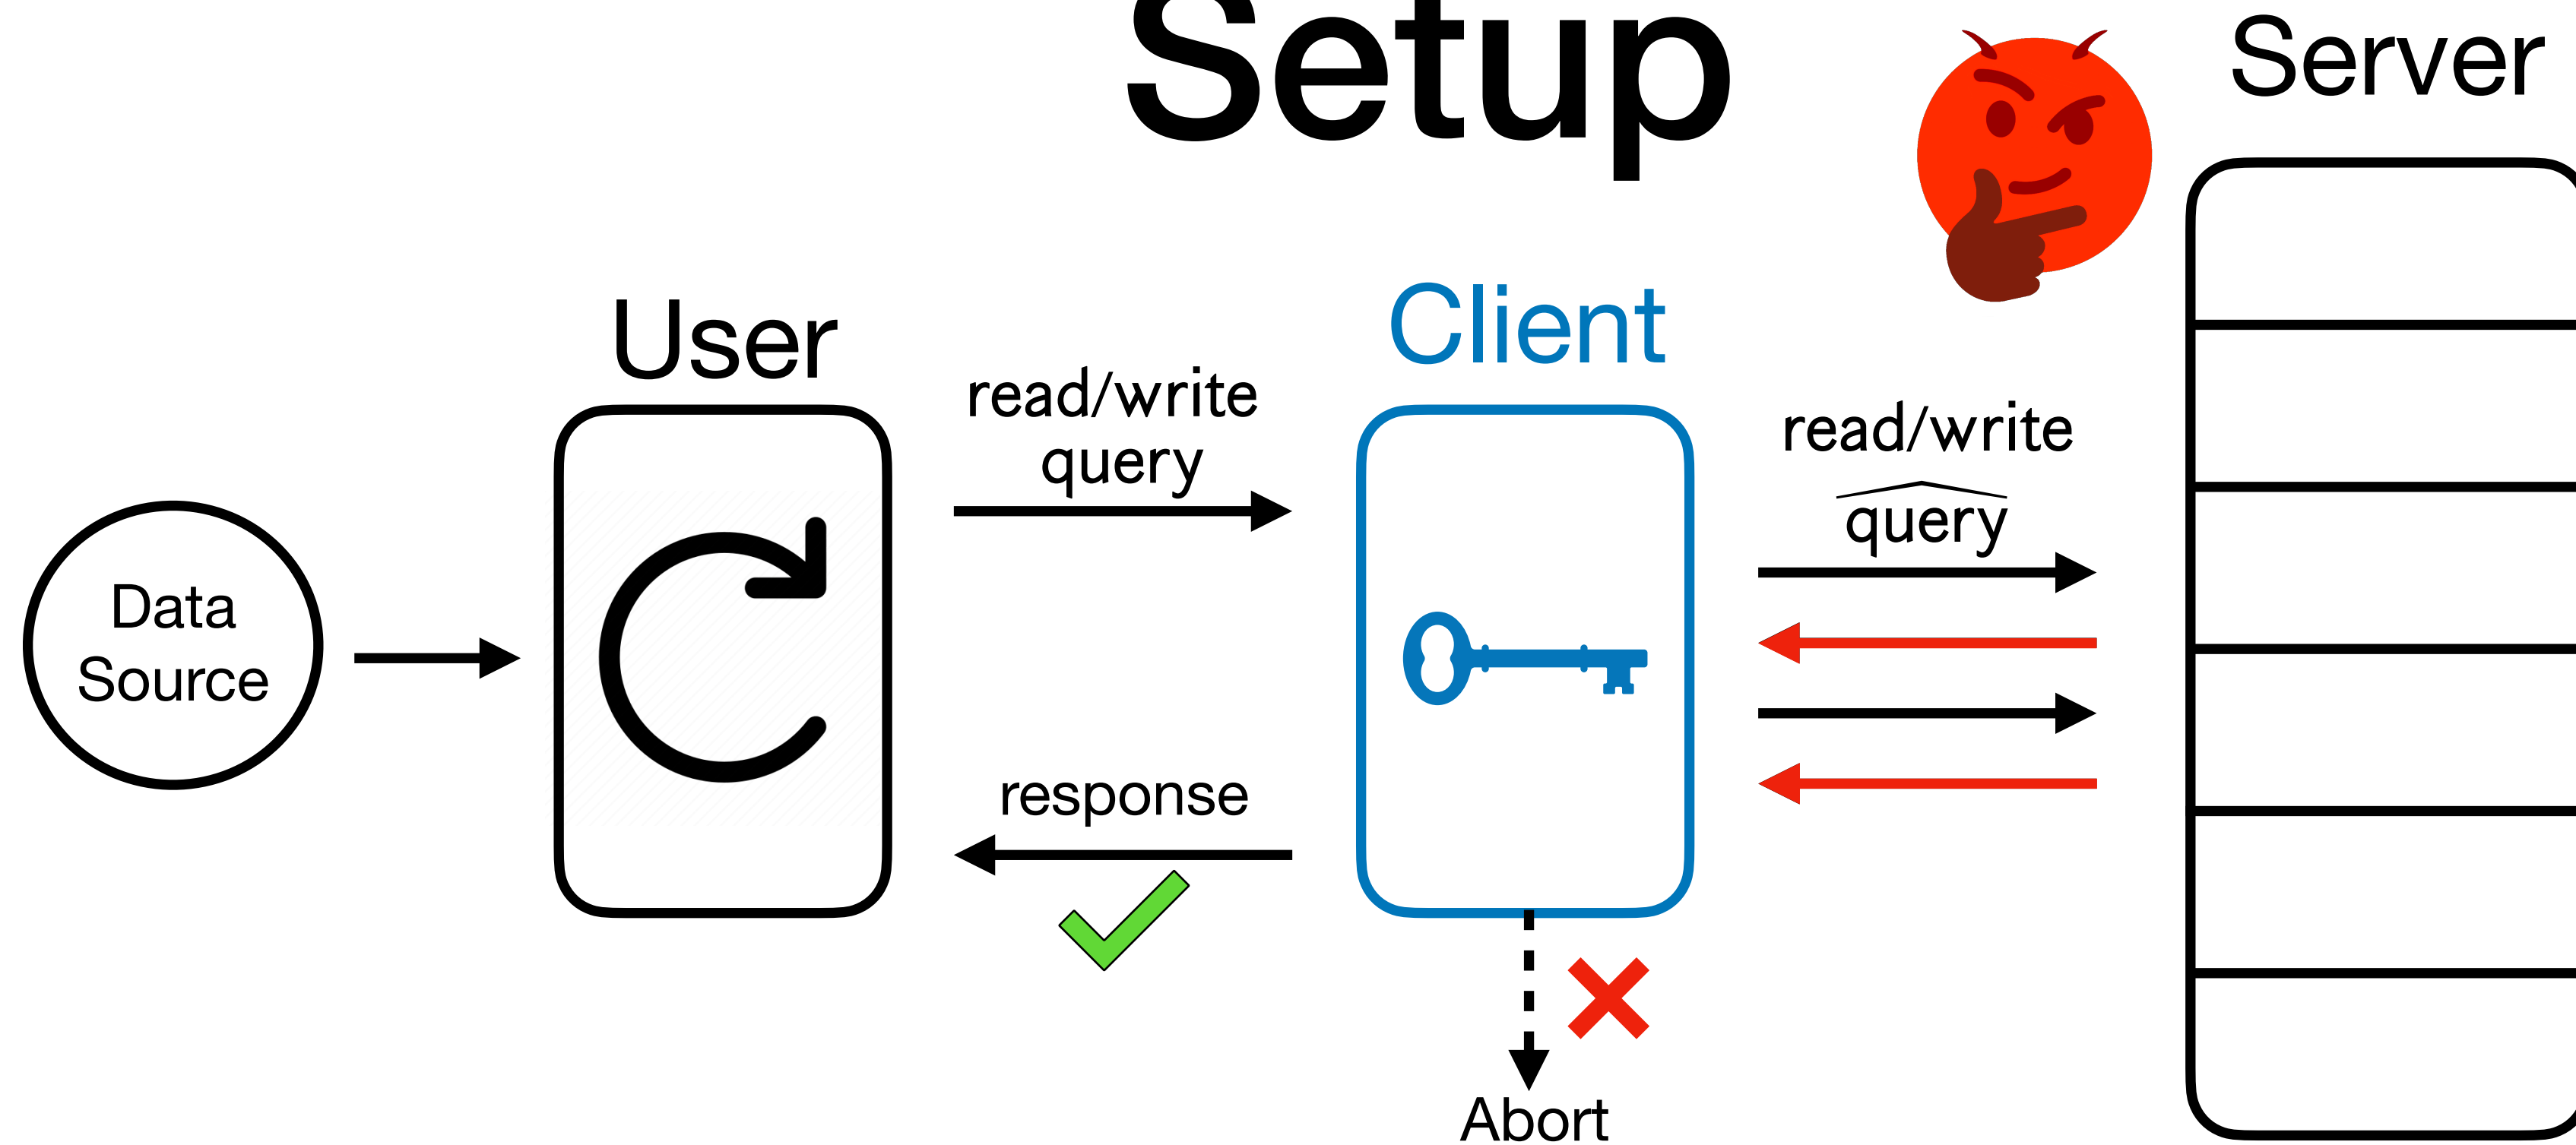 Setup
Server
User
Client
read/write
query
read/write
query
Data
Source
response
Abort